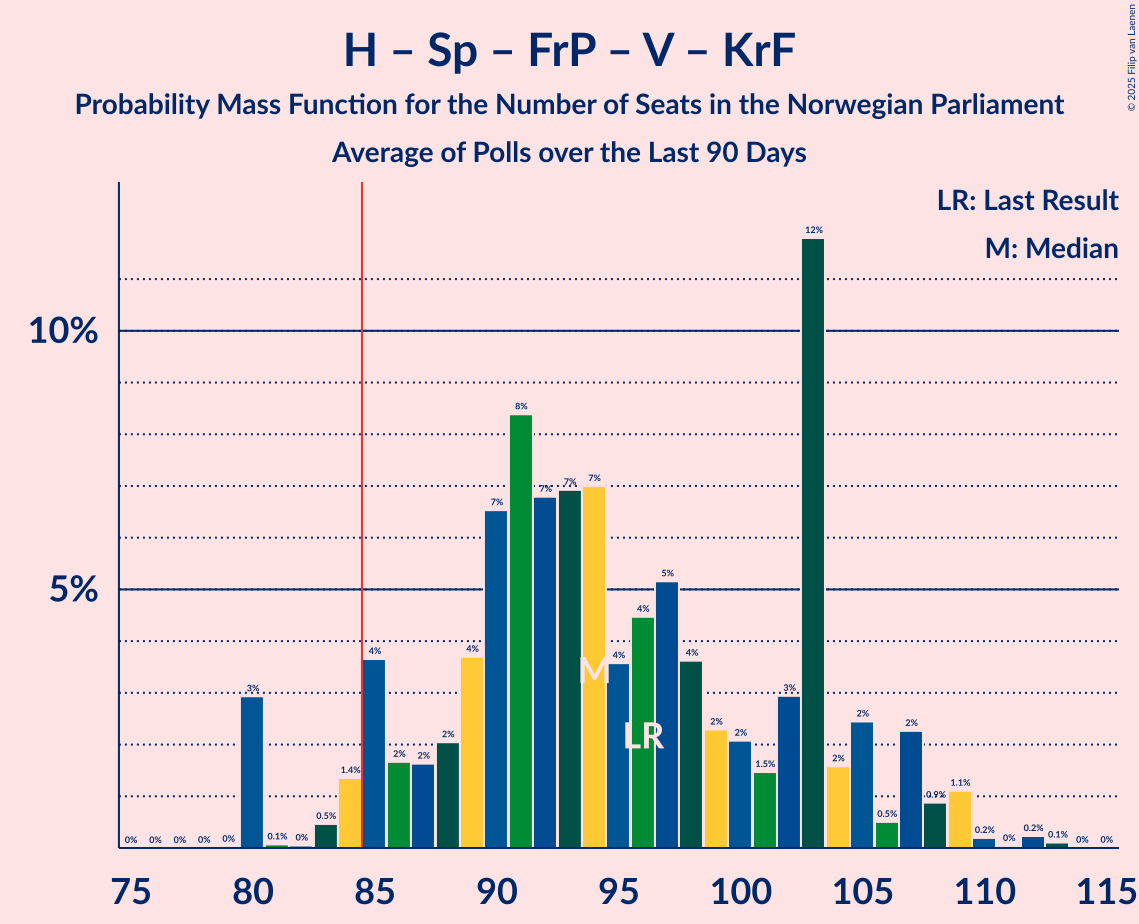 H – Sp – FrP – V – KrF
Probability Mass Function for the Number of Seats in the Norwegian Parliament
Average of Polls over the Last 90 Days
© 2025 Filip van Laenen
LR: Last Result
M: Median
10%
5%
0% 0% 0% 0% 0% 3% 0.1% 0% 0.5% 1.4% 4% 2% 2% 2% 4% 7% 8% 7% 7% 7% 4% 4% 5% 4% 2% 2% 1.5% 3% 12% 2% 2% 0.5% 2% 0.9% 1.1% 0.2% 0% 0.2% 0.1% 0% 0%
M
LR
75 80 85 90 95 100 105 110 115